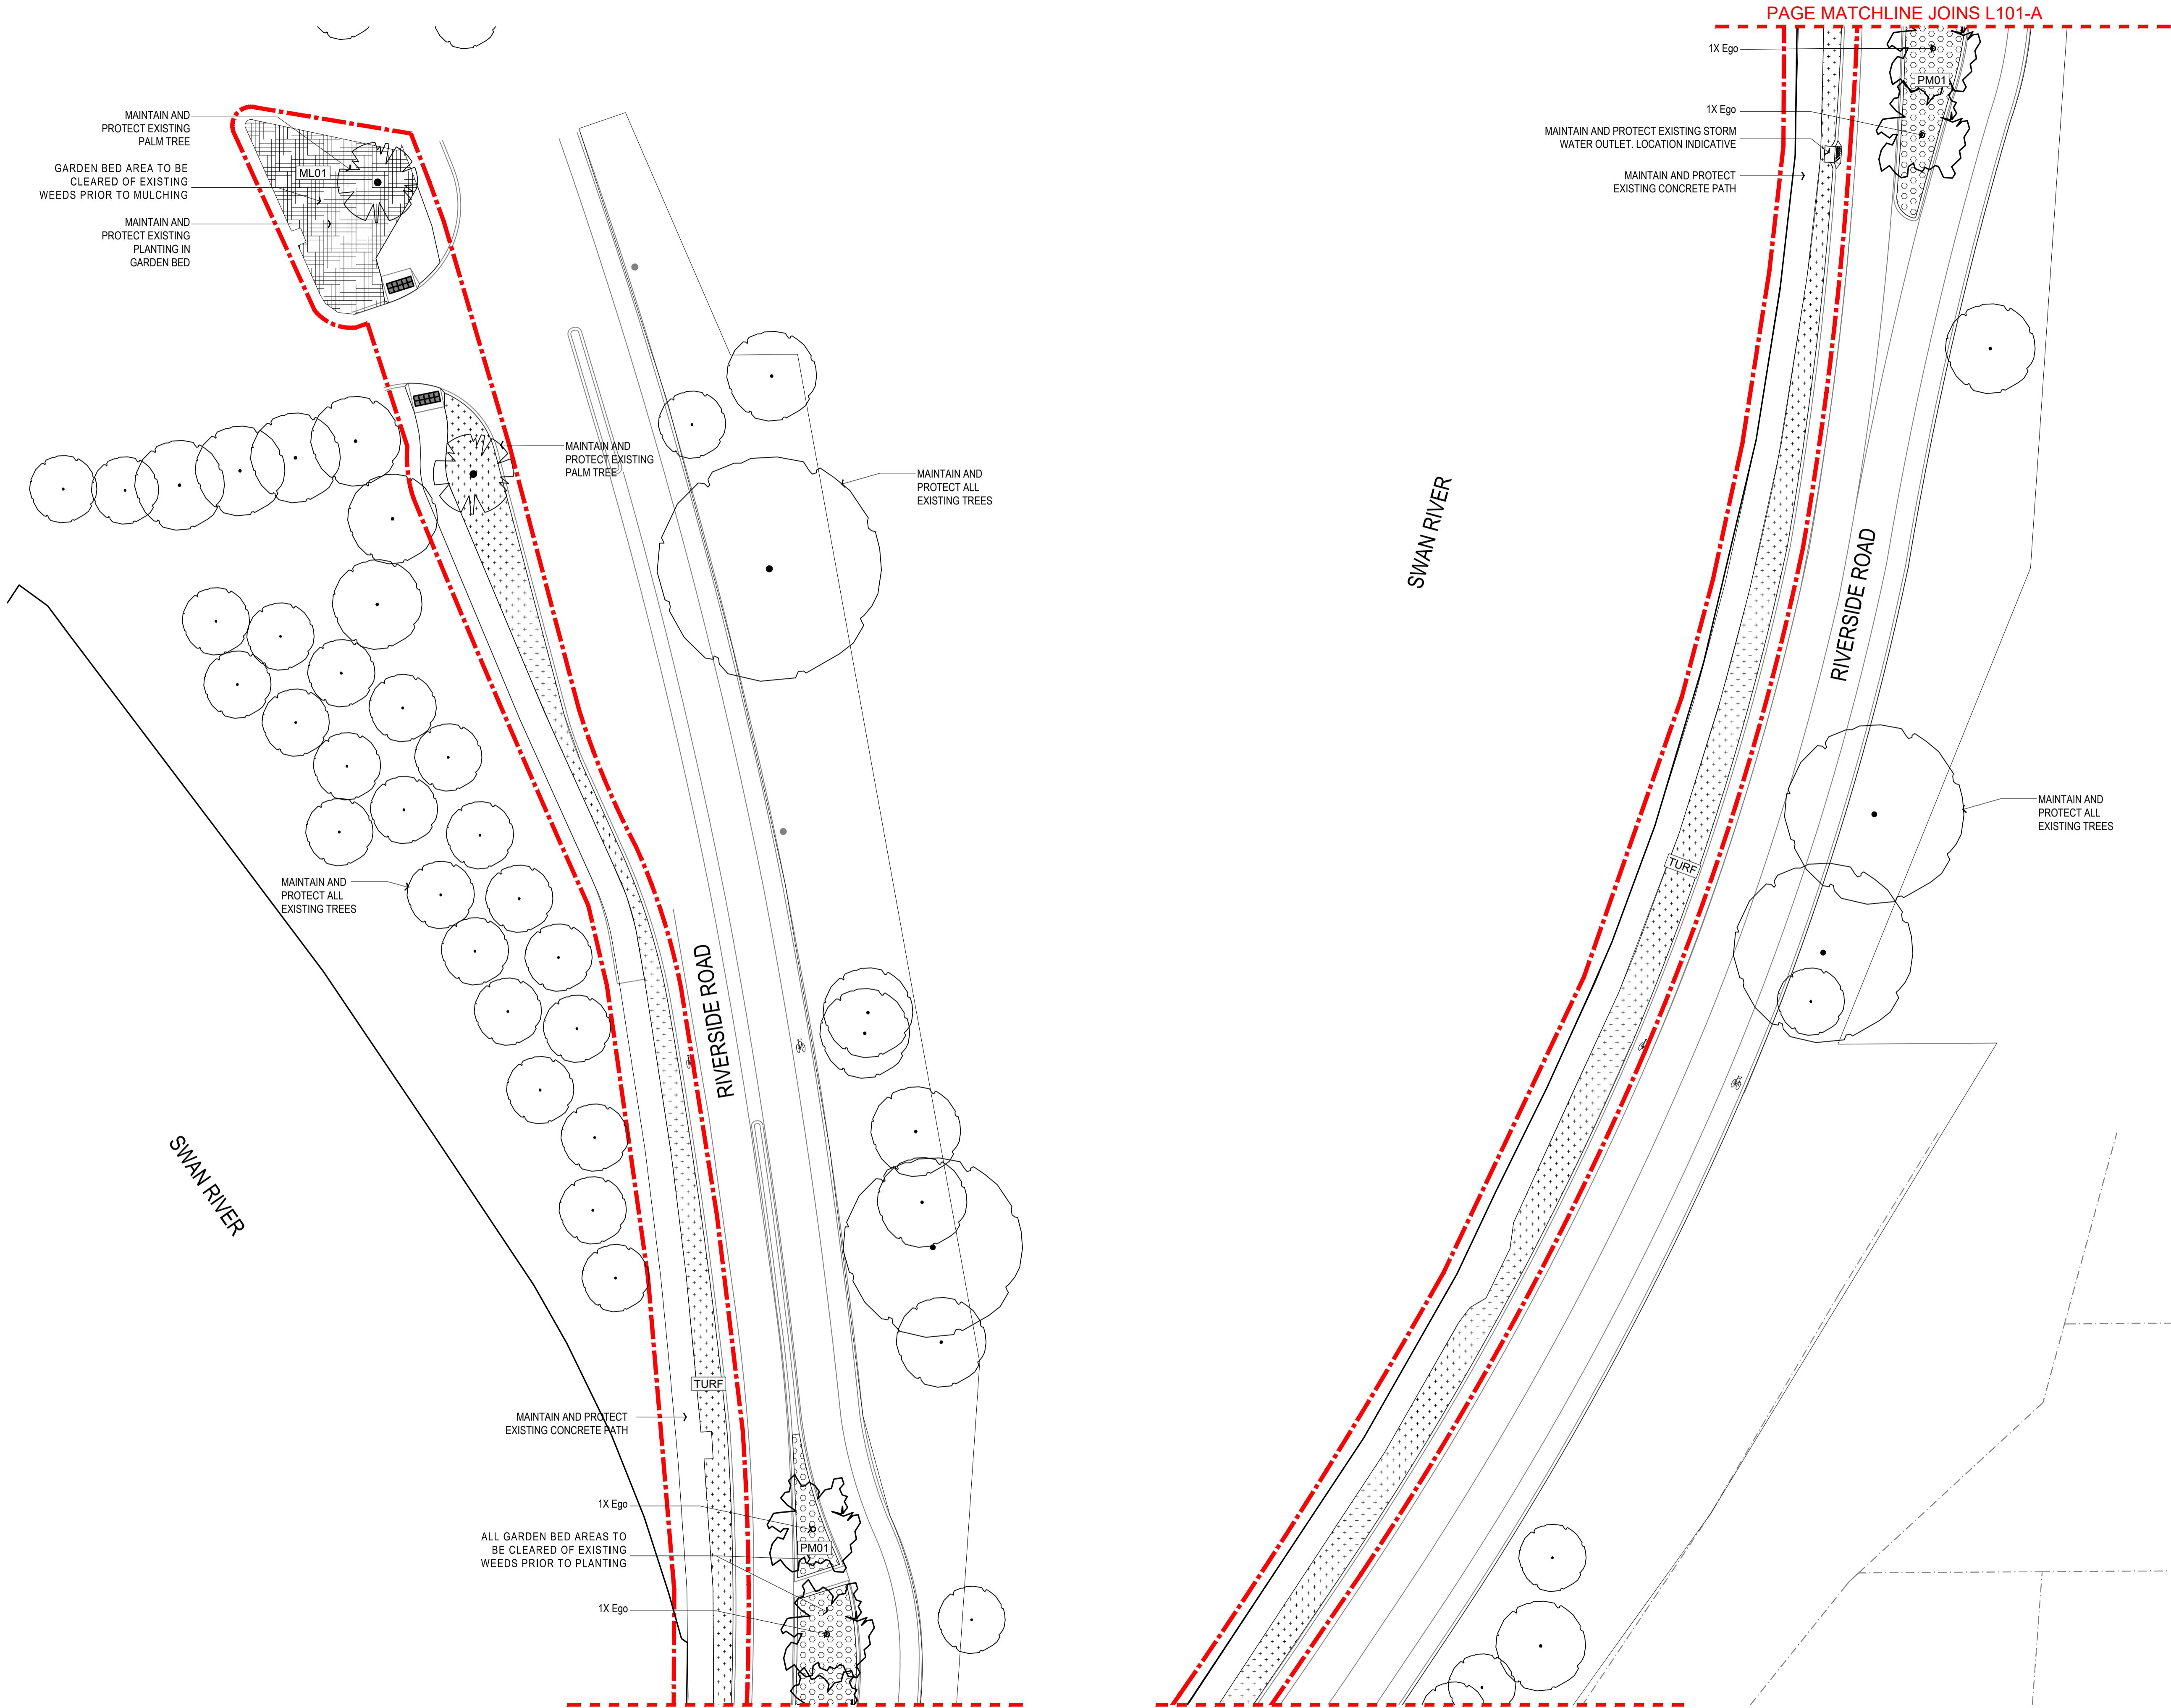 MAINTAIN AND
PROTECT EXISTING
PALM TREE
GARDEN BED AREA TO BE
CLEARED OF EXISTING
WEEDS PRIOR TO MULCHING
MAINTAIN AND
PROTECT EXISTING
PLANTING IN
GARDEN BED
ML01
MAINTAIN AND
PROTECT EXISTING
PALM TREE
MAINTAIN AND
PROTECT ALL
EXISTING TREES
MAINTAIN AND
PROTECT ALL
EXISTING TREES
RIVERSIDE ROAD
SWAN RIVER
TURF
MAINTAIN AND PROTECT
EXISTING CONCRETE PATH
1X Ego
ALL GARDEN BED AREAS TO
BE CLEARED OF EXISTING
WEEDS PRIOR TO PLANTING
PM01
1X Ego
PAGE MATCHLINE JOINS L101-A
1X Ego
PM01
1X Ego
MAINTAIN AND PROTECT EXISTING STORM
WATER OUTLET. LOCATION INDICATIVE
MAINTAIN AND PROTECT
EXISTING CONCRETE PATH
SWAN RIVER
RIVERSIDE ROAD
MAINTAIN AND
PROTECT ALL
EXISTING TREES
TURF